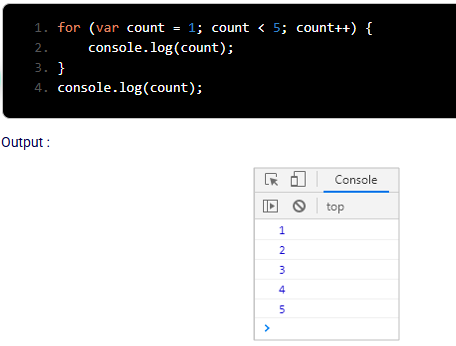 1. for (var count = 1; count < 5; count++) {
2.     console.log(count);
3. }
4. console.log(count);
Output :
Console
top
1
2
3
4
5
>